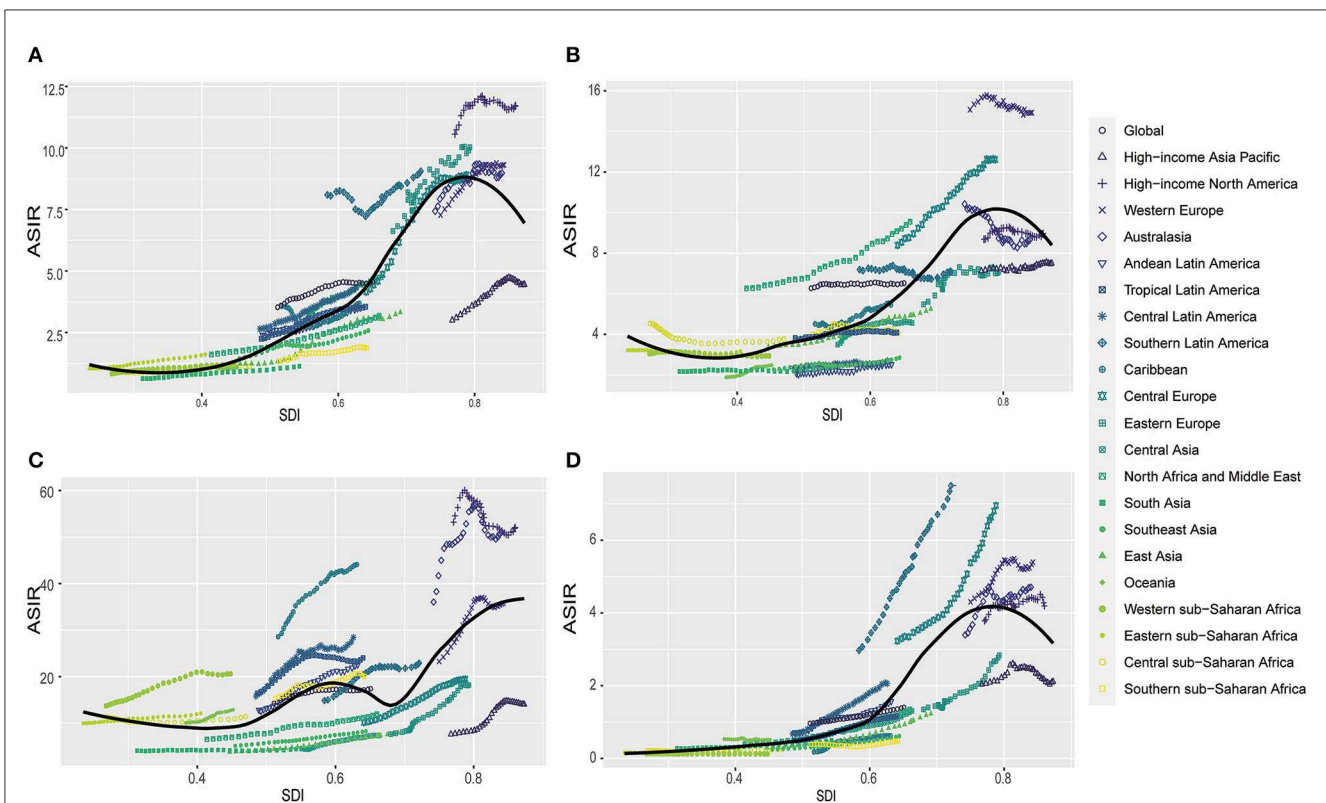 A
B
12.5
10.0
7.5
5.0
2.5
ASIR
0.4
0.6
0.8
SDI
16
12
8
4
ASIR
0.4
0.6
0.8
SDI
C
D
60
40
20
ASIR
0.4
0.6
0.8
SDI
6
4
2
0
ASIR
0.4
0.6
0.8
SDI
Global
High-income Asia Pacific
High-income North America
Western Europe
Australasia
Andean Latin America
Tropical Latin America
Central Latin America
Southern Latin America
Caribbean
Central Europe
Eastern Europe
Central Asia
North Africa and Middle East
South Asia
Southeast Asia
East Asia
Oceania
Western sub-Saharan Africa
Eastern sub-Saharan Africa
Central sub-Saharan Africa
Southern sub-Saharan Africa